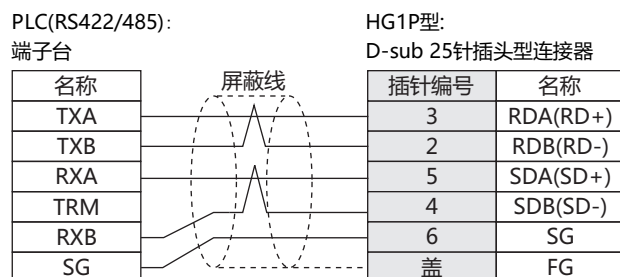 PLC(RS422/485):
端子台
HG1P型:
D-sub 25针插头型连接器
名称
屏蔽线
插针编号
名称
TXA
3
RDA(RD+)
TXB
2
RDB(RD-)
RXA
5
SDA(SD+)
TRM
4
SDB(SD-)
RXB
6
SG
SG
盖
FG